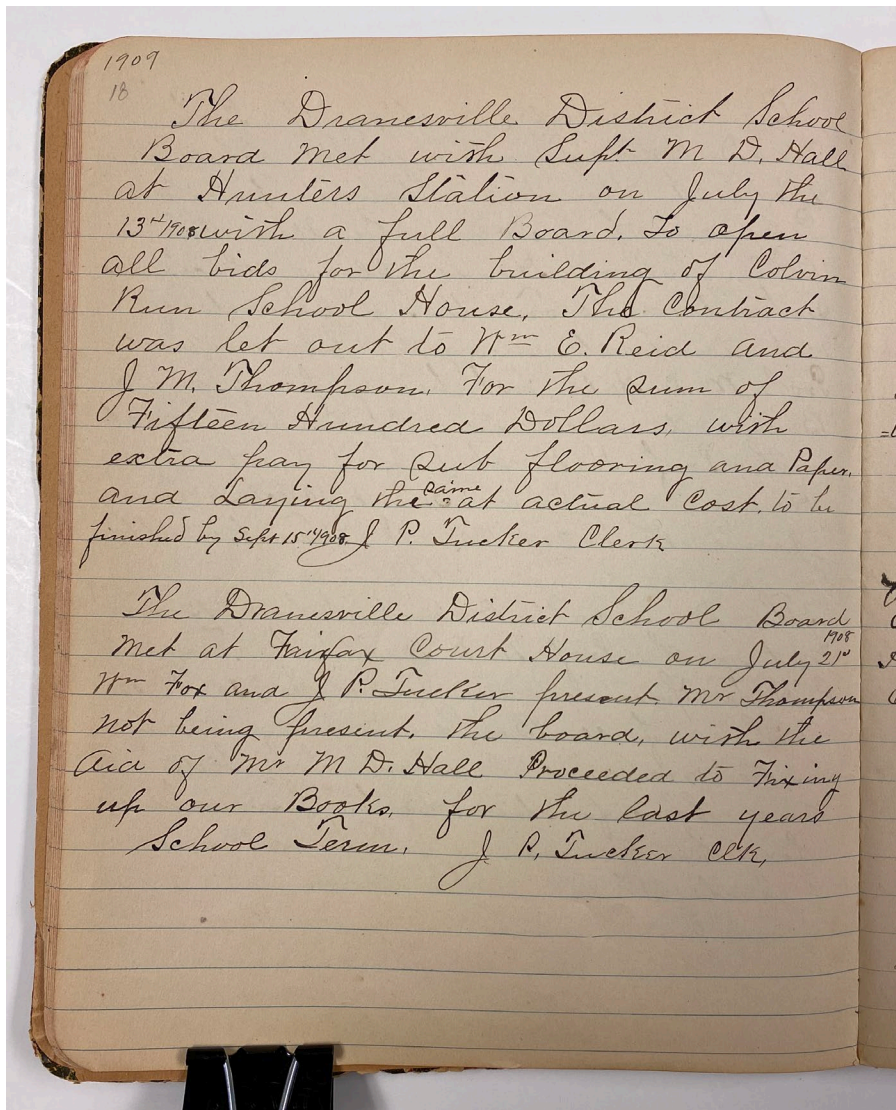 1909
18
The Dranesville District School
Board met with Supt. M D. Hall
at Hunters Station on July the
13th 1908 with a full Board. To open
all bids for the building of Colvin
Run School House. The Contract
was let out to Wm E. Reid and
J M. Thompson. For the sum of
Fifteen Hundred Dollars, with
extra pay for sub flooring and Paper,
and Laying the same at actual Cost. to be
finished by Sept 15th 1908. J P. Tucker Clerk
The Dranesville District School Board
met at Fairfax Court House on July 21st 1908
Wm Fox and J P. Tucker present. Mr Thompson
not being present. the board, with the
aid of Mr M D. Hall Proceeded to Fixing
up our Books, for the last years
School Term. J P. Tucker Clk,